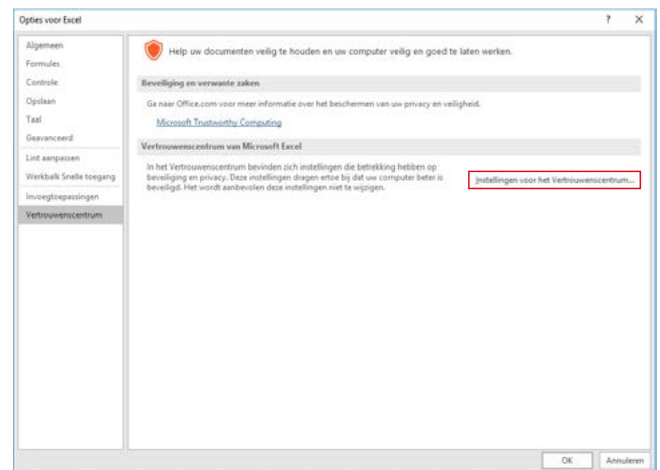 Opties voor Excel
? X
Algemeen
Formules
Controle
Opslaan
Taal
Geavanceerd
Lint aanpassen
Werkbalk Snelle toegang
Invoegtoepassingen
Vertrouwenscentrum
Help uw documenten veilig te houden en uw computer veilig en goed te laten werken.
Beveiliging en verwante zaken
Ga naar Office.com voor meer informatie over het beschermen van uw privacy en veiligheid.
Microsoft Trustworthy Computing
Vertrouwenscentrum van Microsoft Excel
In het Vertrouwenscentrum bevinden zich instellingen die betrekking hebben op
beveiliging en privacy. Deze instellingen dragen ertoe bij dat uw computer beter is
beveiligd. Het wordt aanbevolen deze instellingen niet te wijzigen.
Instellingen voor het Vertrouwenscentrum...
OK
Annuleren